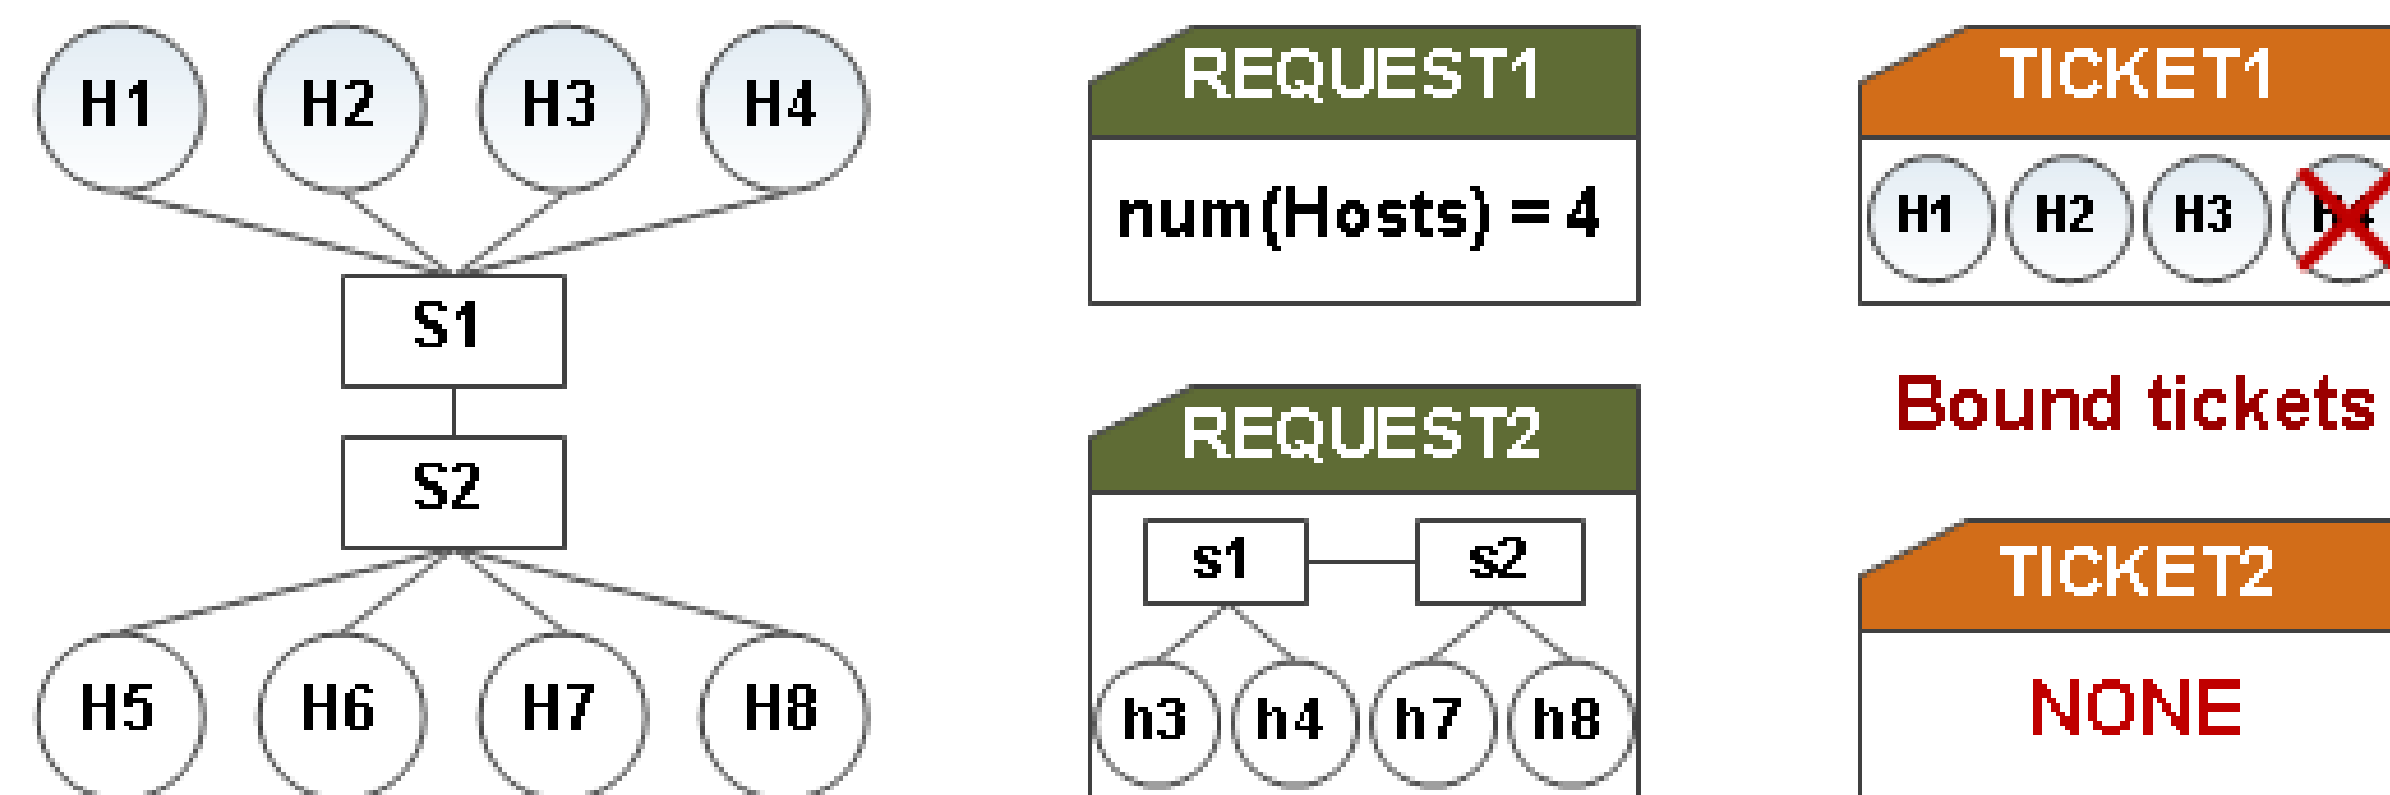 H1 H2 H3 H4
S1
S2
H5 H6 H7 H8
REQUEST1
num(Hosts) = 4
REQUEST2
s1 s2
h3 h4 h7 h8
TICKET1
H1 H2 H3
Bound tickets
TICKET2
NONE